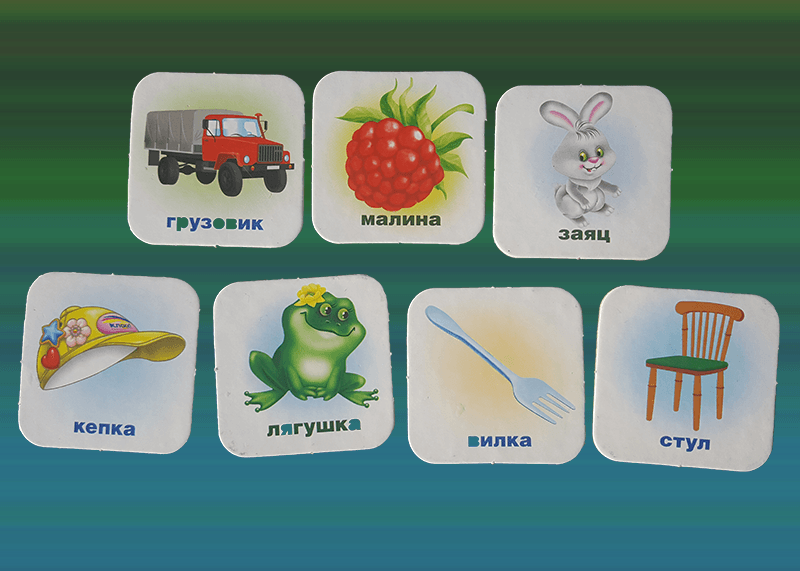 грузовик
малина
заяц
кепка
лягушка
вилка
стул